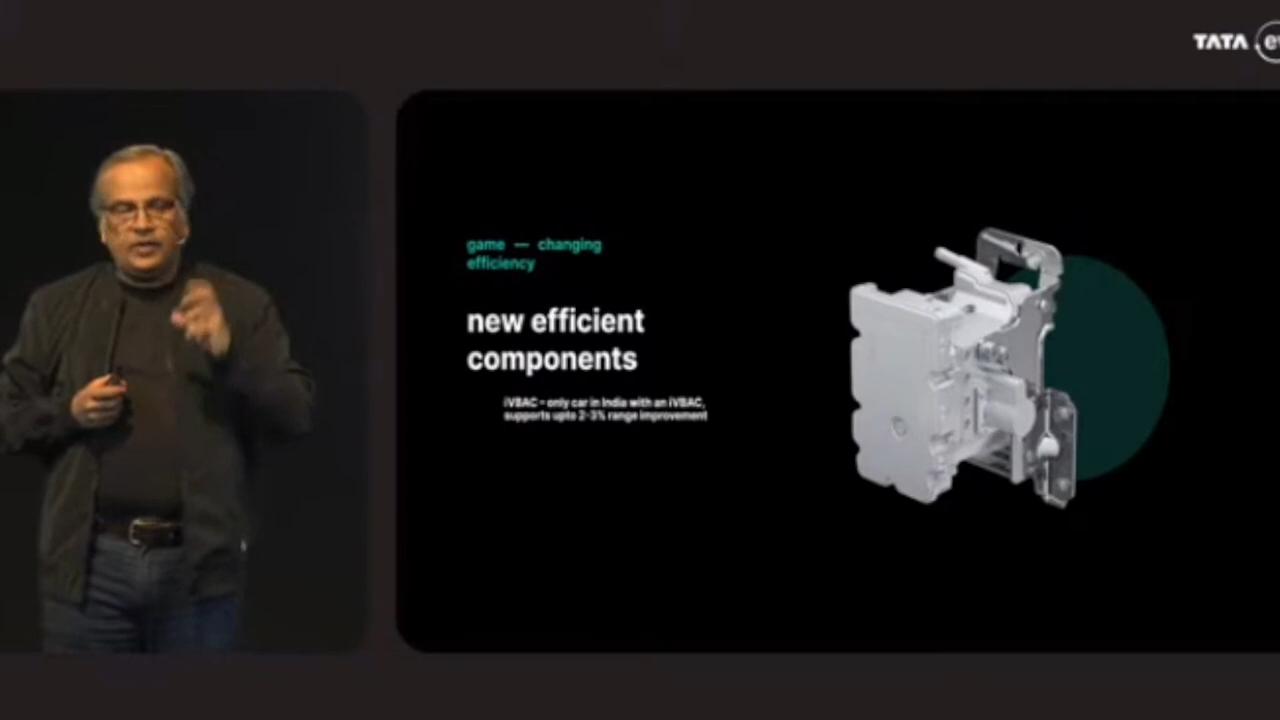 TATA .ev
game — changing
efficiency
new efficient
components
iVBAC - only car in India with an iVBAC,
supports upto 2-3% range improvement